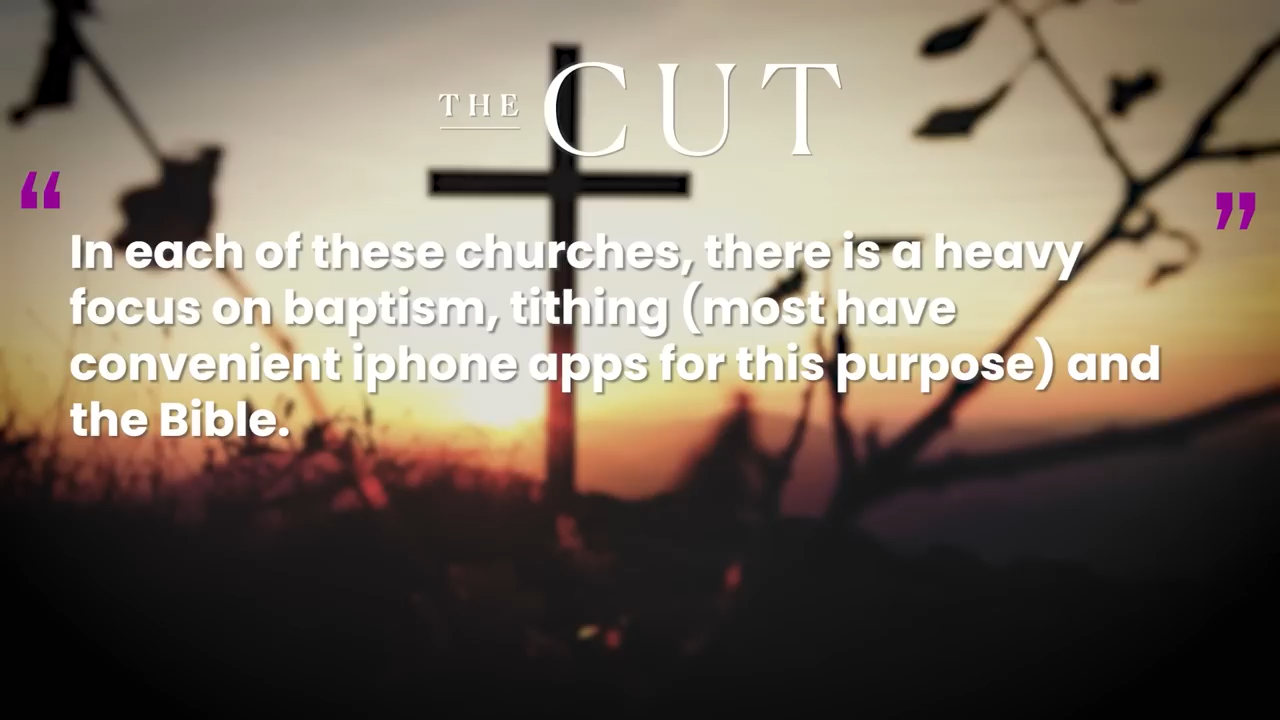 THE CUT
“
”
In each of these churches, there is a heavy
focus on baptism, tithing (most have
convenient iphone apps for this purpose) and
the Bible.